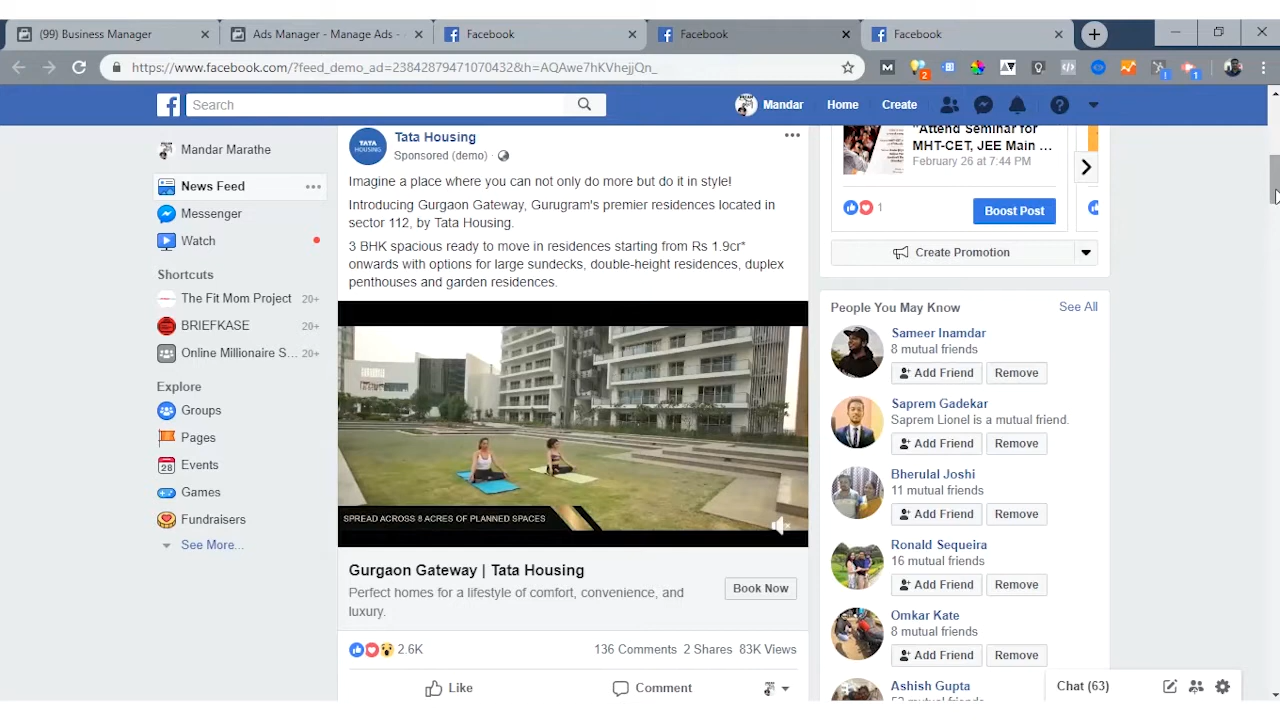 (99) Business Manager
Ads Manager - Manage Ads -
Facebook
Facebook
Facebook
https://www.facebook.com/?feed_demo_ad=23842879471070432&h=AQAwe7hKVhejjQn_
Search
Mandar
Home
Create
Mandar Marathe
News Feed
Messenger
Watch
Shortcuts
The Fit Mom Project 20+
BRIEFKASE 20+
Online Millionaire S... 20+
Explore
Groups
Pages
28 Events
Games
Fundraisers
See More...
TATA HOUSING
Tata Housing
Sponsored (demo) ·
Imagine a place where you can not only do more but do it in style!
Introducing Gurgaon Gateway, Gurugram's premier residences located in
sector 112, by Tata Housing.
3 BHK spacious ready to move in residences starting from Rs 1.9cr*
onwards with options for large sundecks, double-height residences, duplex
penthouses and garden residences.
SPREAD ACROSS 8 ACRES OF PLANNED SPACES
Gurgaon Gateway | Tata Housing
Perfect homes for a lifestyle of comfort, convenience, and
luxury.
Book Now
2.6K
136 Comments 2 Shares 83K Views
Like
Comment
"Attend Seminar for
MHT-CET, JEE Main ...
February 26 at 7:44 PM
1
Boost Post
Create Promotion
People You May Know
See All
Sameer Inamdar
8 mutual friends
Add Friend Remove
Saprem Gadekar
Saprem Lionel is a mutual friend.
Add Friend Remove
Bherulal Joshi
11 mutual friends
Add Friend Remove
Ronald Sequeira
16 mutual friends
Add Friend Remove
Omkar Kate
8 mutual friends
Add Friend Remove
Ashish Gupta
Chat (63)